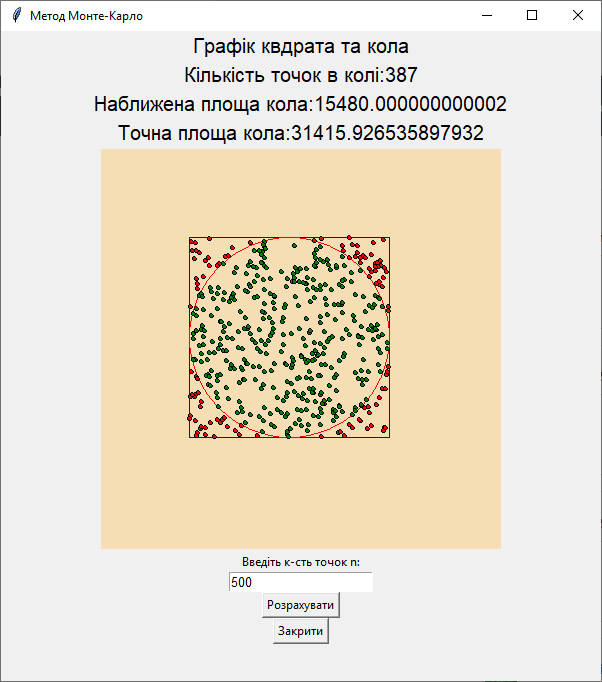 Метод Монте-Карло
Графік квдрата та кола
Кількість точок в колі:387
Наближена площа кола:15480.000000000002
Точна площа кола:31415.926535897932
Введіть к-сть точок n:
500
Розрахувати
Закрити